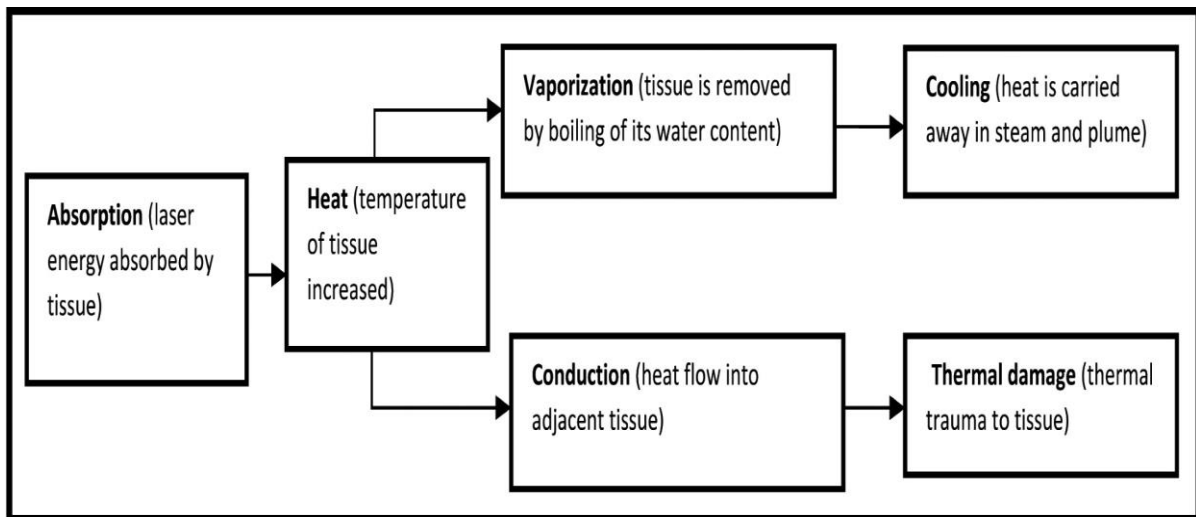 Absorption (laser
energy absorbed by
tissue)
Heat (temperature
of tissue
increased)
Vaporization (tissue is removed
by boiling of its water content)
Cooling (heat is carried
away in steam and plume)
Conduction (heat flow into
adjacent tissue)
Thermal damage (thermal
trauma to tissue)